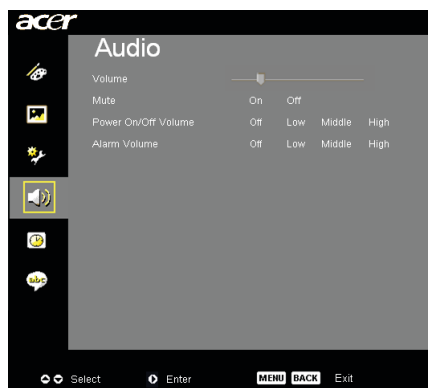 acer
Audio
Volume
Mute On Off
Power On/Off Volume Off Low Middle High
Alarm Volume Off Low Middle High
abc
Select Enter MENU BACK Exit